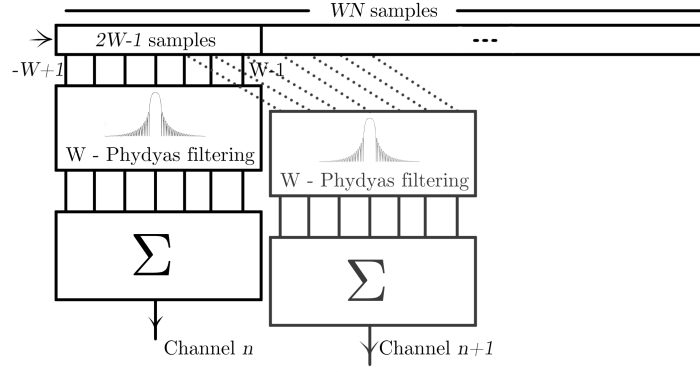 WN samples
2W-1 samples
...
-W+1
W-1
W - Phydyas filtering
W - Phydyas filtering
Σ
Σ
Channel n
Channel n+1